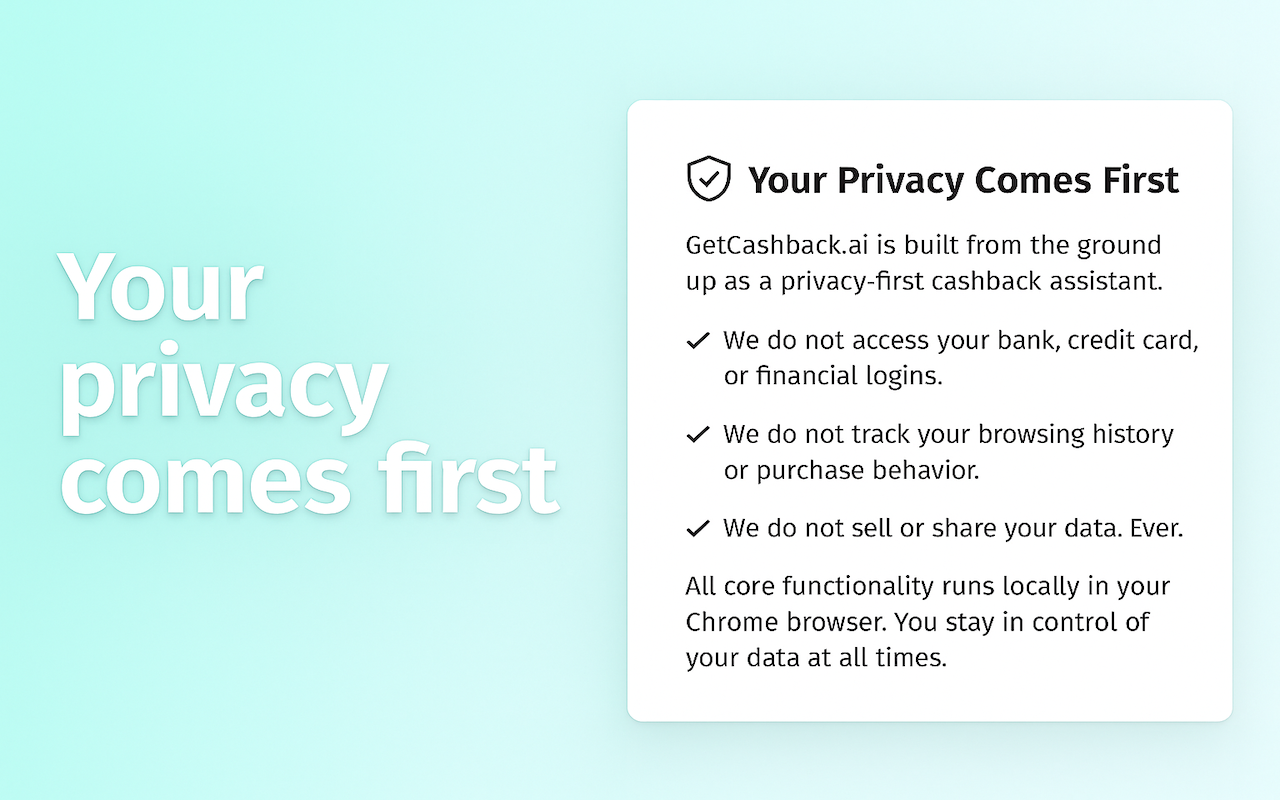 Your
privacy
comes first
Your Privacy Comes First
GetCashback.ai is built from the ground
up as a privacy-first cashback assistant.
We do not access your bank, credit card,
or financial logins.
We do not track your browsing history
or purchase behavior.
We do not sell or share your data. Ever.
All core functionality runs locally in your
Chrome browser. You stay in control of
your data at all times.